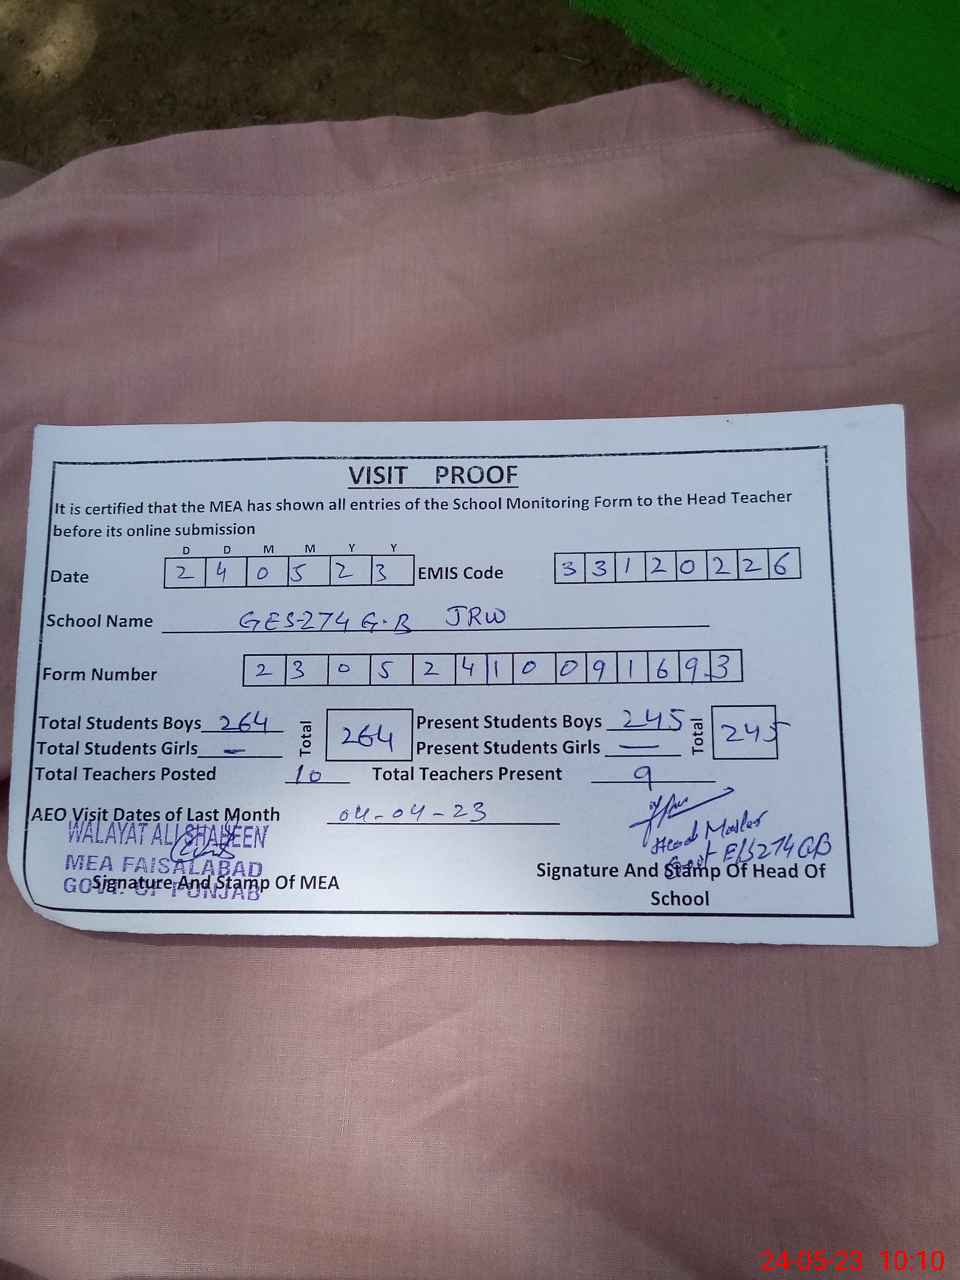 VISIT PROOF
It is certified that the MEA has shown all entries of the School Monitoring Form to the Head Teacher
before its online submission
D D M M Y Y
Date 2 4 0 5 2 3 EMIS Code 3 3 1 2 0 2 2 6
School Name GES-274 G.B JRW
Form Number 2 3 0 5 2 4 1 0 0 9 1 6 9 3
Total Students Boys 264 Total 264 Present Students Boys 245 Total 245
Total Students Girls - Present Students Girls -
Total Teachers Posted 10 Total Teachers Present 9
AEO Visit Dates of Last Month 04-04-23
WALAYAT ALI SHAHEEN
MEA FAISALABAD
GOVT. OF PUNJAB
Signature And Stamp Of MEA
Head Master
Govt E/S 274 GB
Signature And Stamp Of Head Of
School
24-05-23 10:10